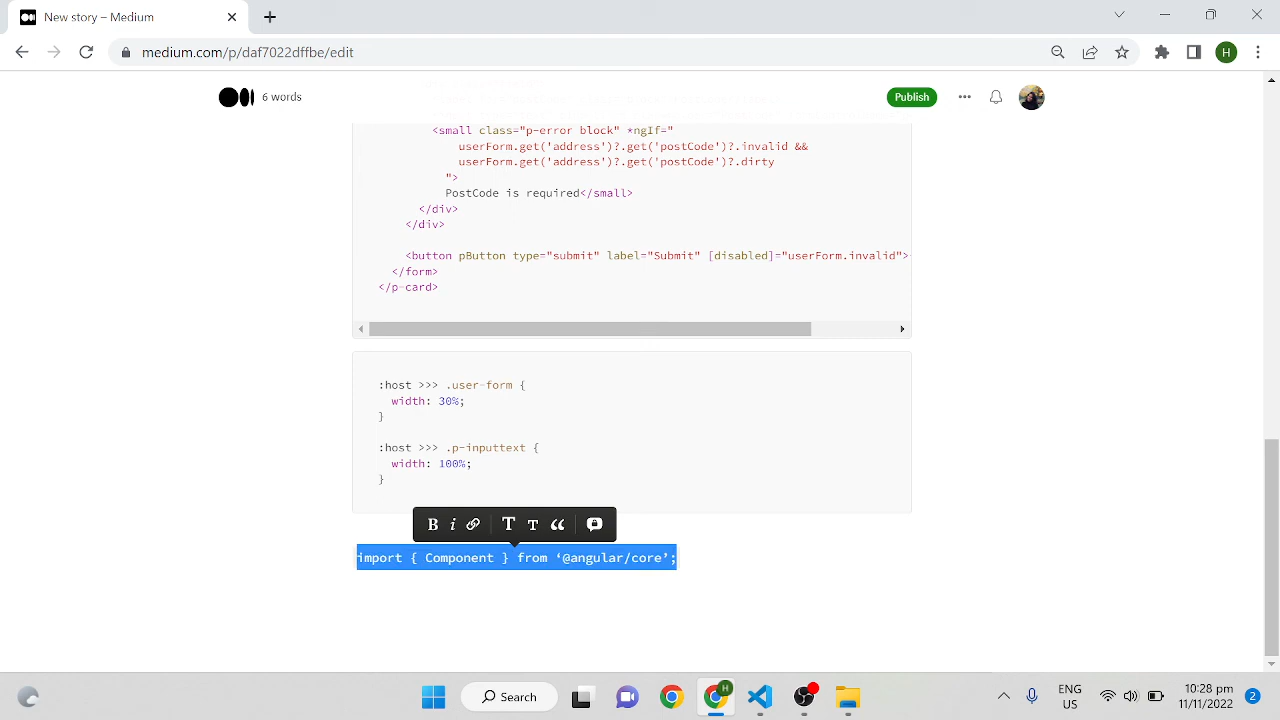 New story – Medium
medium.com/p/daf7022dffbe/edit
H
6 words
Publish
<small class="p-error block" *ngIf="
userForm.get('address')?.get('postCode')?.invalid &&
userForm.get('address')?.get('postCode')?.dirty
">
PostCode is required</small>
</div>
</div>
<button pButton type="submit" label="Submit" [disabled]="userForm.invalid">
</form>
</p-card>
:host >>> .user-form {
width: 30%;
}
:host >>> .p-inputtext {
width: 100%;
}
B i T T “
import { Component } from ‘@angular/core’;
Search
H
ENG
US
10:28 pm
11/11/2022
2